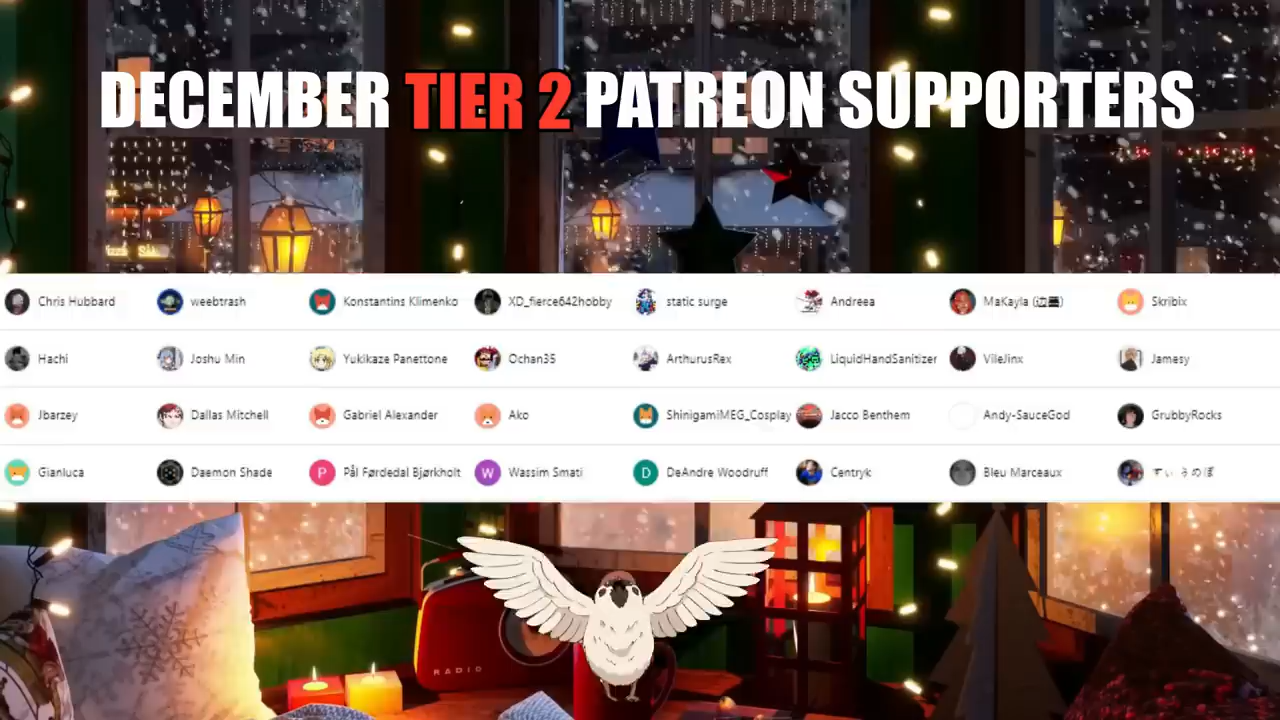 DECEMBER TIER 2 PATREON SUPPORTERS
Chris Hubbard weebtrash Konstantins Klimenko XD_fierce642hobby static surge Andreea MaKayla Skribix
Hachi Joshu Min Yukikaze Panettone Ochan35 ArthurusRex LiquidHandSanitizer VileJinx Jamesy
Jbarzey Dallas Mitchell Gabriel Alexander Ako ShinigamiMEG_Cosplay Jacco Benthem Andy-SauceGod GrubbyRocks
Gianluca Daemon Shade P Pål Førdedal Bjørkholt W Wassim Smati D DeAndre Woodruff Centryk Bleu Marceaux
RADIO